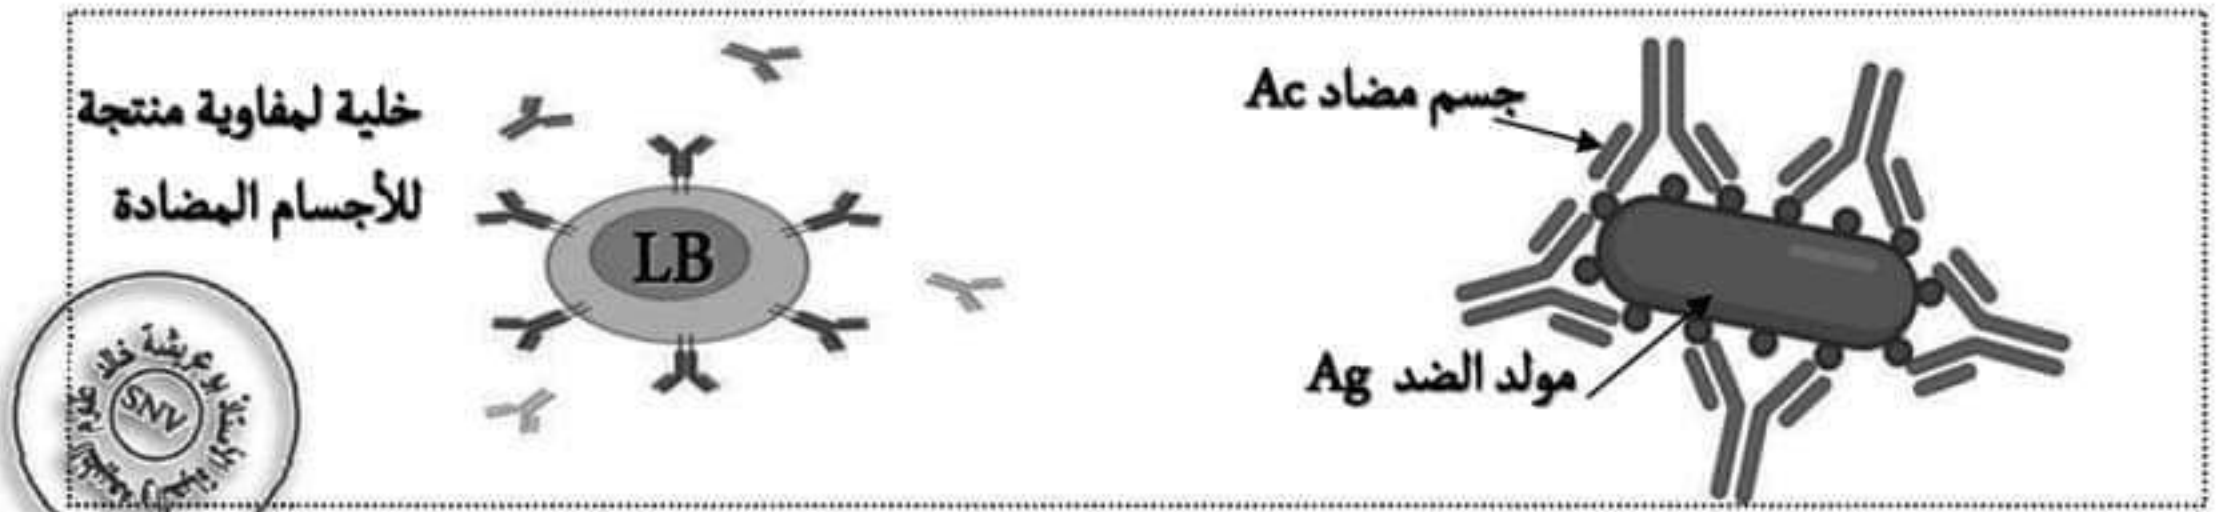 جسم مضاد Ac
خلية لمفاوية منتجة
للأجسام المضادة
LB
مولد الضد Ag
SNV